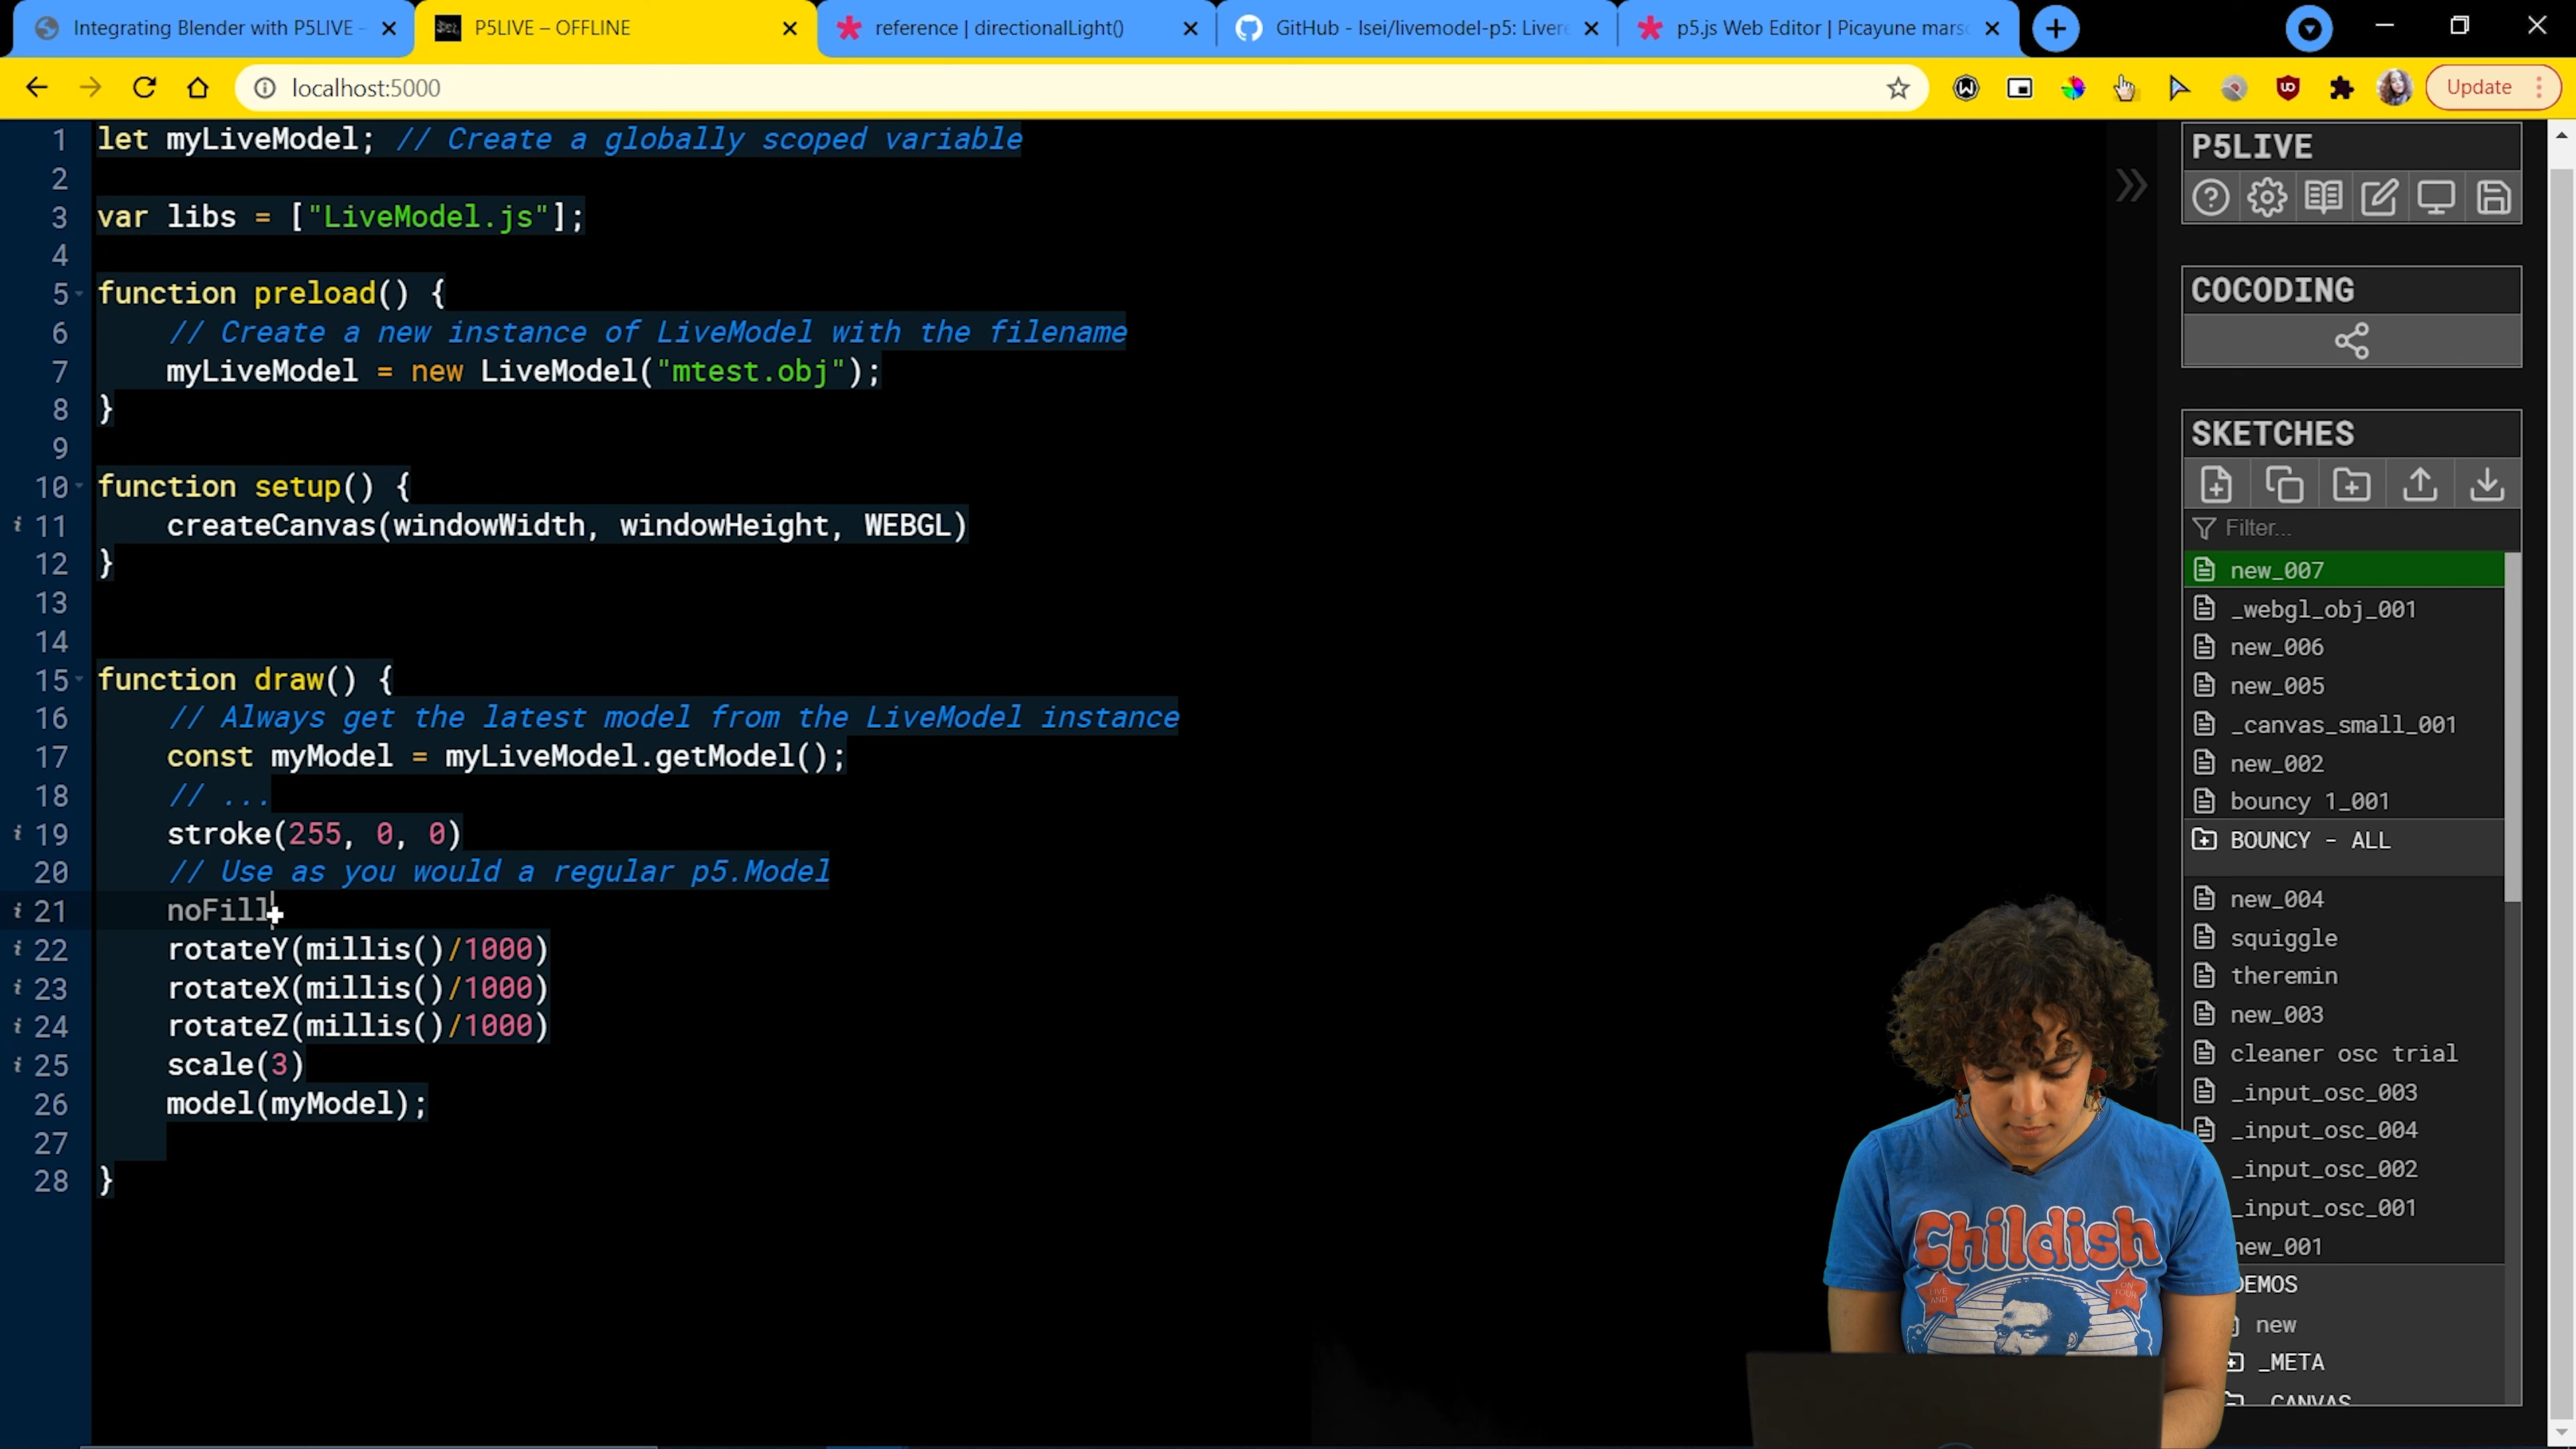 Integrating Blender with P5LIVE -
P5LIVE – OFFLINE
reference | directionalLight()
GitHub - lsei/livemodel-p5: Livere
p5.js Web Editor | Picayune marso
localhost:5000
Update
1 let myLiveModel; // Create a globally scoped variable
2
3 var libs = ["LiveModel.js"];
4
5 function preload() {
6 // Create a new instance of LiveModel with the filename
7 myLiveModel = new LiveModel("mtest.obj");
8 }
9
10 function setup() {
i 11 createCanvas(windowWidth, windowHeight, WEBGL)
12 }
13
14
15 function draw() {
16 // Always get the latest model from the LiveModel instance
17 const myModel = myLiveModel.getModel();
18 // ...
i 19 stroke(255, 0, 0)
20 // Use as you would a regular p5.Model
i 21 noFill
i 22 rotateY(millis()/1000)
i 23 rotateX(millis()/1000)
i 24 rotateZ(millis()/1000)
i 25 scale(3)
26 model(myModel);
27
28 }
P5LIVE
COCODING
SKETCHES
Filter...
new_007
_webgl_obj_001
new_006
new_005
_canvas_small_001
new_002
bouncy 1_001
BOUNCY - ALL
new_004
squiggle
theremin
new_003
cleaner osc trial
_input_osc_003
_input_osc_004
_input_osc_002
_input_osc_001
new_001
DEMOS
new
_META
_CANVAS
Childish
LIVE AND
ON TOUR